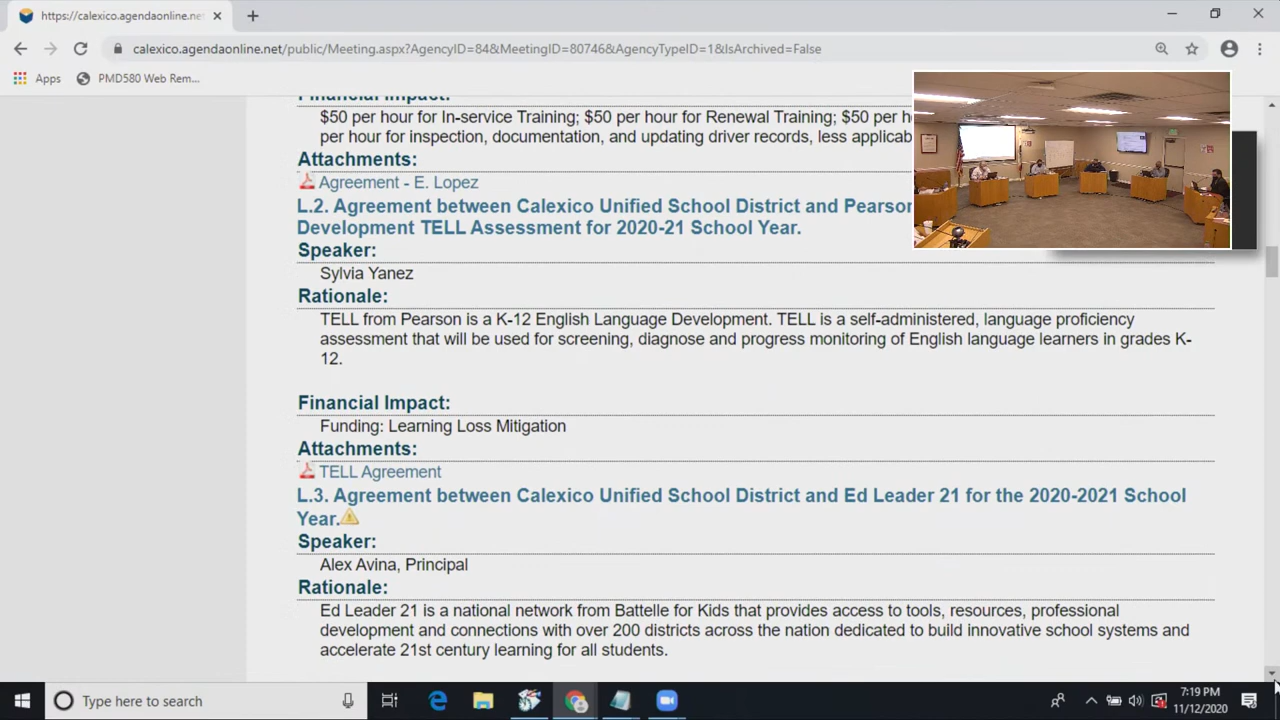 https://calexico.agendaonline.net
calexico.agendaonline.net/public/Meeting.aspx?AgencyID=84&MeetingID=80746&AgencyTypeID=1&IsArchived=False
Apps PMD580 Web Rem...
Financial Impact:
$50 per hour for In-service Training; $50 per hour for Renewal Training; $50 per
per hour for inspection, documentation, and updating driver records, less
Attachments:
Agreement - E. Lopez
L.2. Agreement between Calexico Unified School District and Pearson
Development TELL Assessment for 2020-21 School Year.
Speaker:
Sylvia Yanez
Rationale:
TELL from Pearson is a K-12 English Language Development. TELL is a self-administered, language proficiency
assessment that will be used for screening, diagnose and progress monitoring of English language learners in grades K-
12.
Financial Impact:
Funding: Learning Loss Mitigation
Attachments:
TELL Agreement
L.3. Agreement between Calexico Unified School District and Ed Leader 21 for the 2020-2021 School
Year.
Speaker:
Alex Avina, Principal
Rationale:
Ed Leader 21 is a national network from Battelle for Kids that provides access to tools, resources, professional
development and connections with over 200 districts across the nation dedicated to build innovative school systems and
accelerate 21st century learning for all students.
Type here to search
7:19 PM
11/12/2020